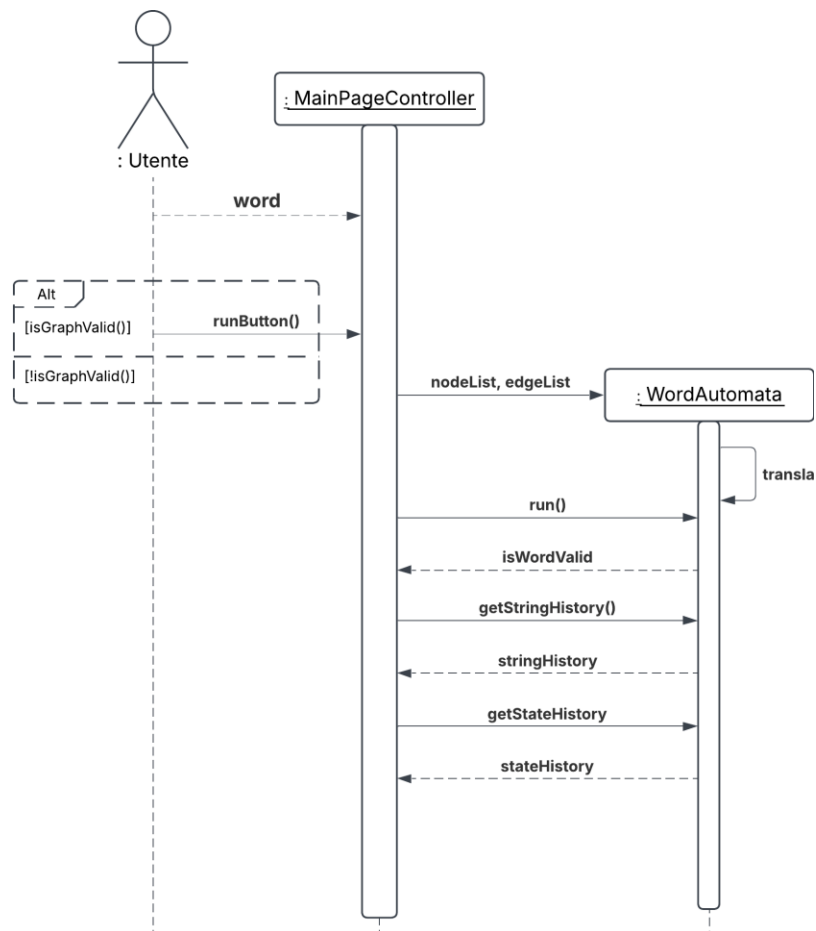 : MainPageController
: Utente
word
Alt
[isGraphValid()]
runButton()
[!isGraphValid()]
nodeList, edgeList
: WordAutomata
transla
run()
isWordValid
getStringHistory()
stringHistory
getStateHistory
stateHistory